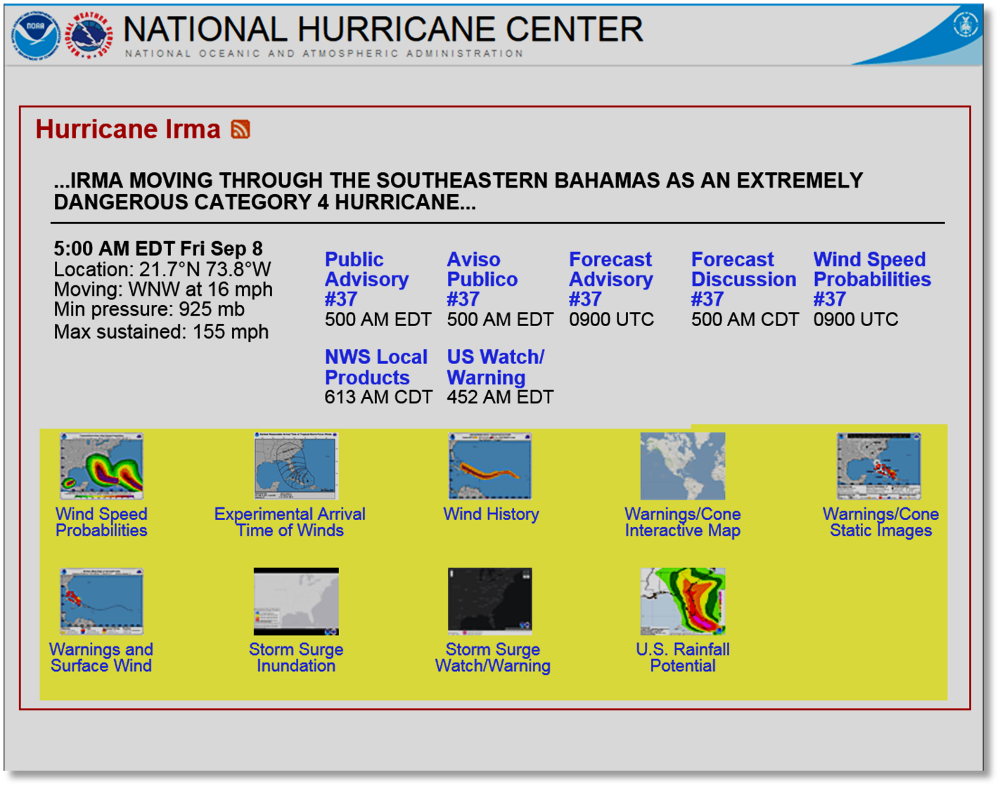 NOAA
NATIONAL HURRICANE CENTER
NATIONAL OCEANIC AND ATMOSPHERIC ADMINISTRATION
Hurricane Irma
...IRMA MOVING THROUGH THE SOUTHEASTERN BAHAMAS AS AN EXTREMELY
DANGEROUS CATEGORY 4 HURRICANE...
5:00 AM EDT Fri Sep 8
Location: 21.7°N 73.8°W
Moving: WNW at 16 mph
Min pressure: 925 mb
Max sustained: 155 mph
Public
Advisory
#37
500 AM EDT
Aviso
Publico
#37
500 AM EDT
Forecast
Advisory
#37
0900 UTC
Forecast
Discussion
#37
500 AM CDT
Wind Speed
Probabilities
#37
0900 UTC
NWS Local
Products
613 AM CDT
US Watch/
Warning
452 AM EDT
Wind Speed
Probabilities
Experimental Arrival
Time of Winds
Wind History
Warnings/Cone
Interactive Map
Warnings/Cone
Static Images
Warnings and
Surface Wind
Storm Surge
Inundation
Storm Surge
Watch/Warning
U.S. Rainfall
Potential